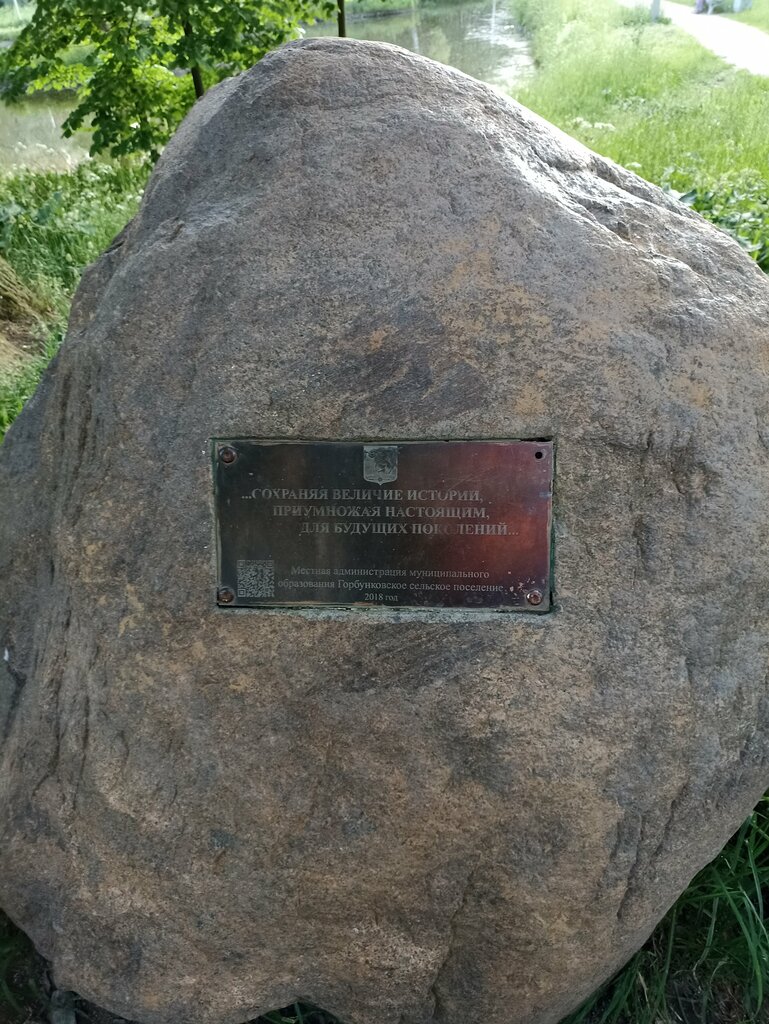 ...СОХРАНЯЯ ВЕЛИЧИЕ ИСТОРИИ,
ПРИУМНОЖАЯ НАСТОЯЩИМ,
ДЛЯ БУДУЩИХ ПОКОЛЕНИЙ...
Местная администрация муниципального
образования Горбунковское сельское поселение
2018 год